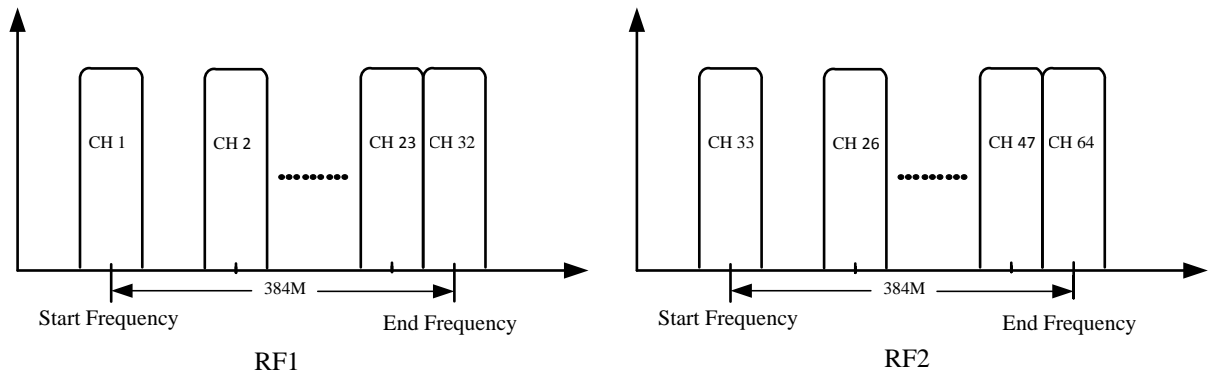 CH 1
CH 2
CH 23
CH 32
384M
Start Frequency
End Frequency
RF1
CH 33
CH 26
CH 47
CH 64
384M
Start Frequency
End Frequency
RF2